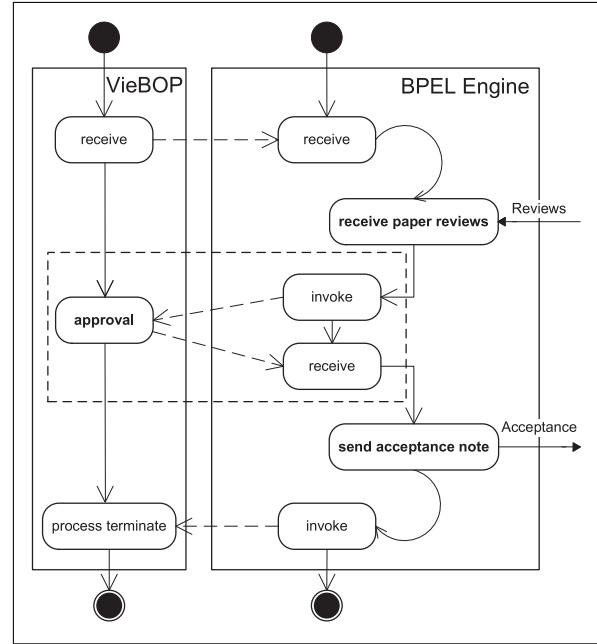 VieBOP
BPEL Engine
receive
receive
receive paper reviews
Reviews
invoke
approval
receive
Acceptance
send acceptance note
process terminate
invoke